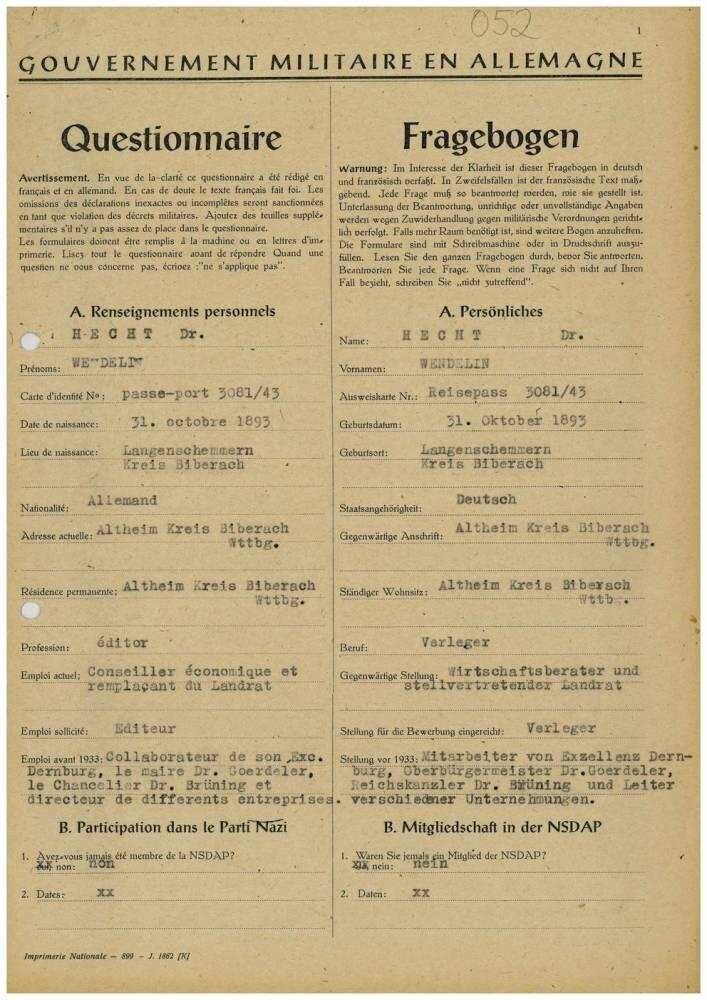 052
1
GOUVERNEMENT MILITAIRE EN ALLEMAGNE
Questionnaire
Avertissement. En vue de la clarté ce questionnaire a été rédigé en
français et en allemand. En cas de doute le texte français fait foi. Les
omissions des déclarations inexactes ou incomplètes seront sanctionnées
en tant que violation des décrets militaires. Ajoutez des feuilles supplé-
mentaires s'il n'y a pas assez de place dans le questionnaire.
Les formulaires doivent être remplis à la machine ou en lettres d'im-
primerie. Lisez tout le questionnaire avant de répondre Quand une
question ne vous concerne pas, écrivez :"ne s'applique pas".
A. Renseignements personnels
HECHT Dr.
Prénoms: WENDELIN
Carte d'identité No : passe-port 3081/43
Date de naissance: 31. octobre 1893
Lieu de naissance: Langenschemmern
Kreis Biberach
Nationalité: Allemand
Adresse actuelle: Altheim Kreis Biberach
Wttbg.
Résidence permanente: Altheim Kreis Biberach
Wttbg.
Profession: éditor
Emploi actuel: Conseiller économique et
remplaçant du Landrat
Emploi sollicité: Editeur
Emploi avant 1933: Collaborateur de son Exc.
Dernburg, le maire Dr. Goerdeler,
le Chancelier Dr. Brüning et
directeur de differents entreprises.
B. Participation dans le Parti Nazi
1. Avez-vous jamais été membre de la NSDAP?
oui, non: non
2. Dates: xx
Imprimerie Nationale — 899 — J. 1862 [K]
Fragebogen
Warnung: Im Interesse der Klarheit ist dieser Fragebogen in deutsch
und französisch verfaßt. In Zweifelsfällen ist der französische Text maß-
gebend. Jede Frage muß so beantwortet werden, wie sie gestellt ist.
Unterlassung der Beantwortung, unrichtige oder unvollständige Angaben
werden wegen Zuwiderhandlung gegen militärische Verordnungen gericht-
lich verfolgt. Falls mehr Raum benötigt ist, sind weitere Bogen anzuheften.
Die Formulare sind mit Schreibmaschine oder in Druckschrift auszu-
füllen. Lesen Sie den ganzen Fragebogen durch, bevor Sie antworten.
Beantworten Sie jede Frage. Wenn eine Frage sich nicht auf Ihren
Fall bezieht, schreiben Sie „nicht zutreffend".
A. Persönliches
Name: HECHT Dr.
Vornamen: WENDELIN
Ausweiskarte Nr.: Reisepass 3081/43
Geburtsdatum: 31. Oktober 1893
Geburtsort: Langenschemmern
Kreis Biberach
Staatsangehörigkeit: Deutsch
Gegenwärtige Anschrift: Altheim Kreis Biberach
Wttbg.
Ständiger Wohnsitz: Altheim Kreis Biberach
Wttb.
Beruf: Verleger
Gegenwärtige Stellung: Wirtschaftsberater und
stellvertretender Landrat
Stellung für die Bewerbung eingereicht: Verleger
Stellung vor 1933: Mitarbeiter von Exzellenz Dern-
burg, Oberbürgermeister Dr.Goerdeler,
Reichskanzler Dr. Brüning und Leiter
verschiedener Unternehmungen.
B. Mitgliedschaft in der NSDAP
1. Waren Sie jemals ein Mitglied der NSDAP?
nein: nein
2. Daten: xx